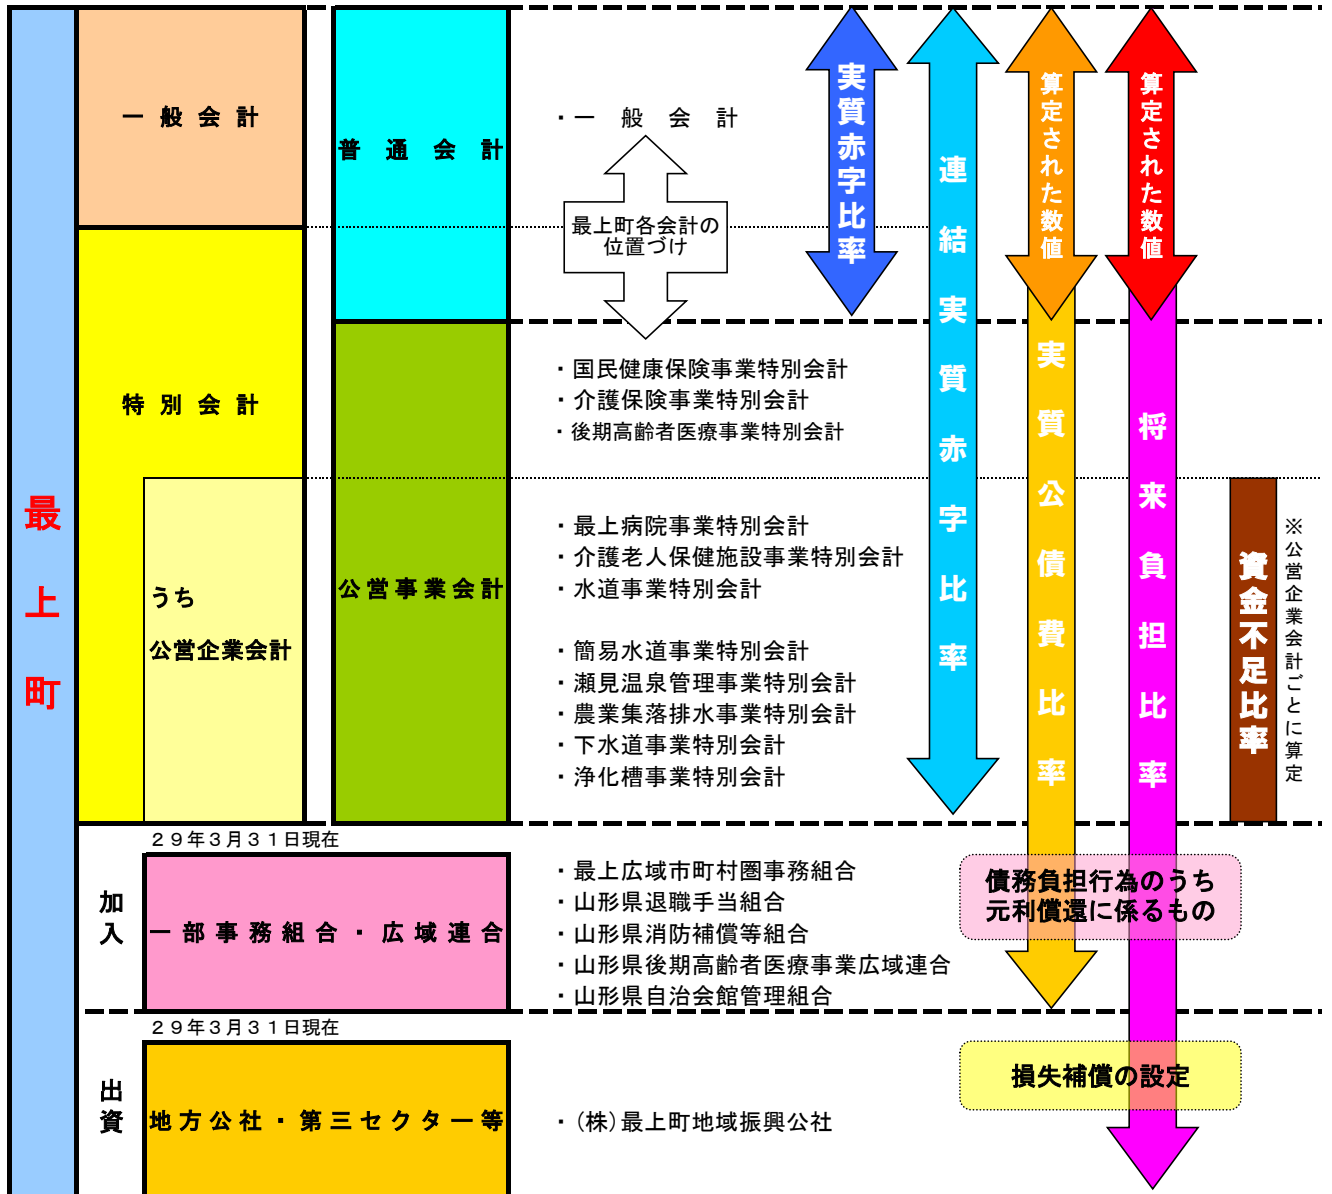 最上町
一般会計
特別会計
うち
公営企業会計
普通会計
公営事業会計
・一般会計
最上町各会計の
位置づけ
・国民健康保険事業特別会計
・介護保険事業特別会計
・後期高齢者医療事業特別会計
・最上病院事業特別会計
・介護老人保健施設事業特別会計
・水道事業特別会計
・簡易水道事業特別会計
・瀬見温泉管理事業特別会計
・農業集落排水事業特別会計
・下水道事業特別会計
・浄化槽事業特別会計
実質赤字比率
連結実質赤字比率
算定された数値
実質公債費比率
算定された数値
将来負担比率
資金不足比率
※公営企業会計ごとに算定
29年3月31日現在
加入
一部事務組合・広域連合
・最上広域市町村圏事務組合
・山形県退職手当組合
・山形県消防補償等組合
・山形県後期高齢者医療事業広域連合
・山形県自治会館管理組合
債務負担行為のうち
元利償還に係るもの
29年3月31日現在
出資
地方公社・第三セクター等
・(株)最上町地域振興公社
損失補償の設定